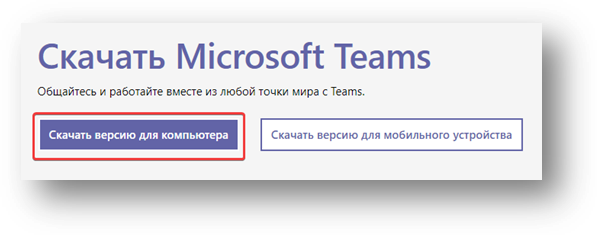 Скачать Microsoft Teams
Общайтесь и работайте вместе из любой точки мира с Teams.
Скачать версию для компьютера
Скачать версию для мобильного устройства